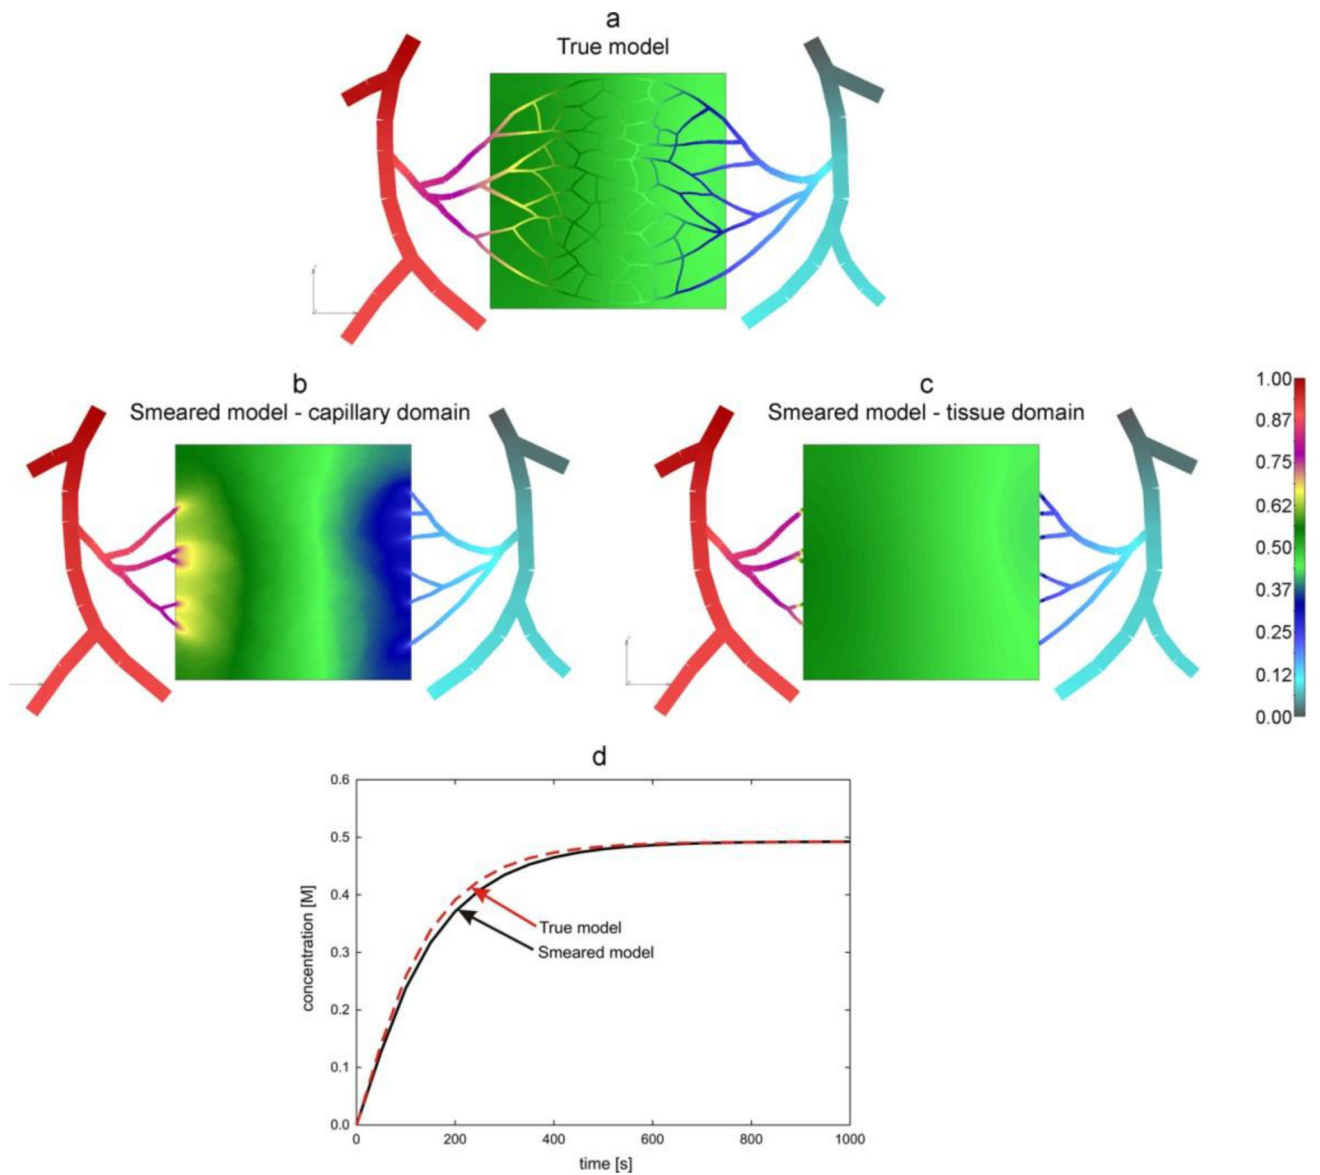 a
True model
b
Smeared model - capillary domain
c
Smeared model - tissue domain
1.00
0.87
0.75
0.62
0.50
0.37
0.25
0.12
0.00
d
0.6
0.5
0.4
0.3
0.2
0.1
0.0
concentration [M]
True model
Smeared model
0
200
400
600
800
1000
time [s]